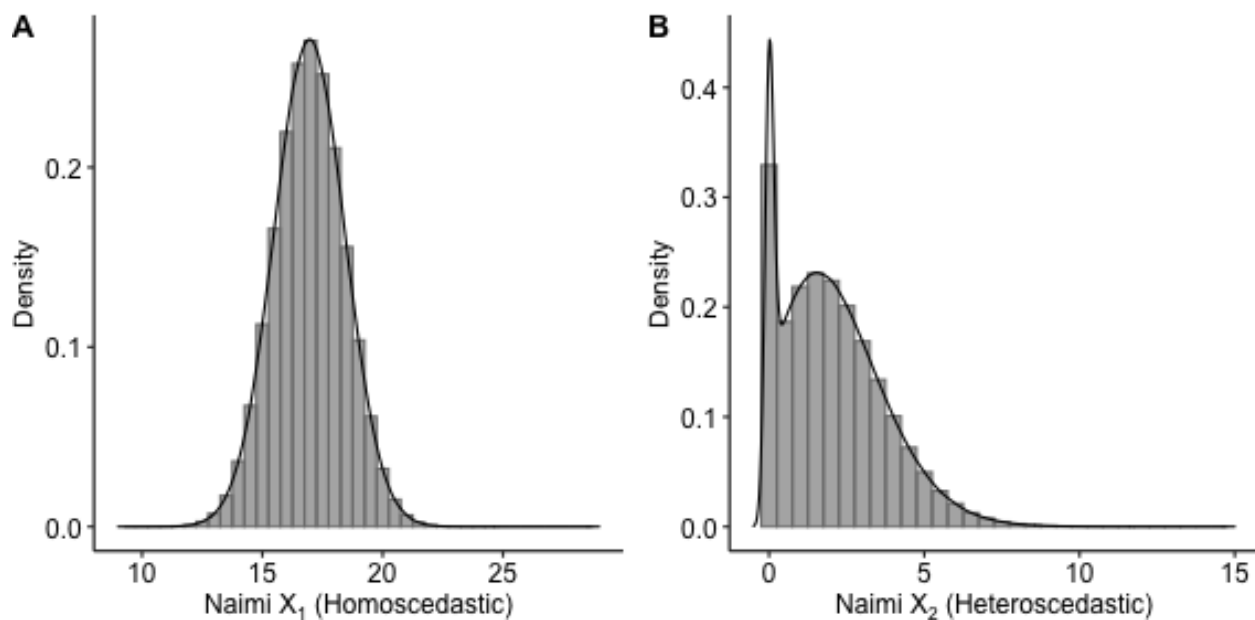 A
Density
0.2
0.1
0.0
10 15 20 25
Naimi X₁ (Homoscedastic)
B
Density
0.4
0.3
0.2
0.1
0.0
0 5 10 15
Naimi X₂ (Heteroscedastic)